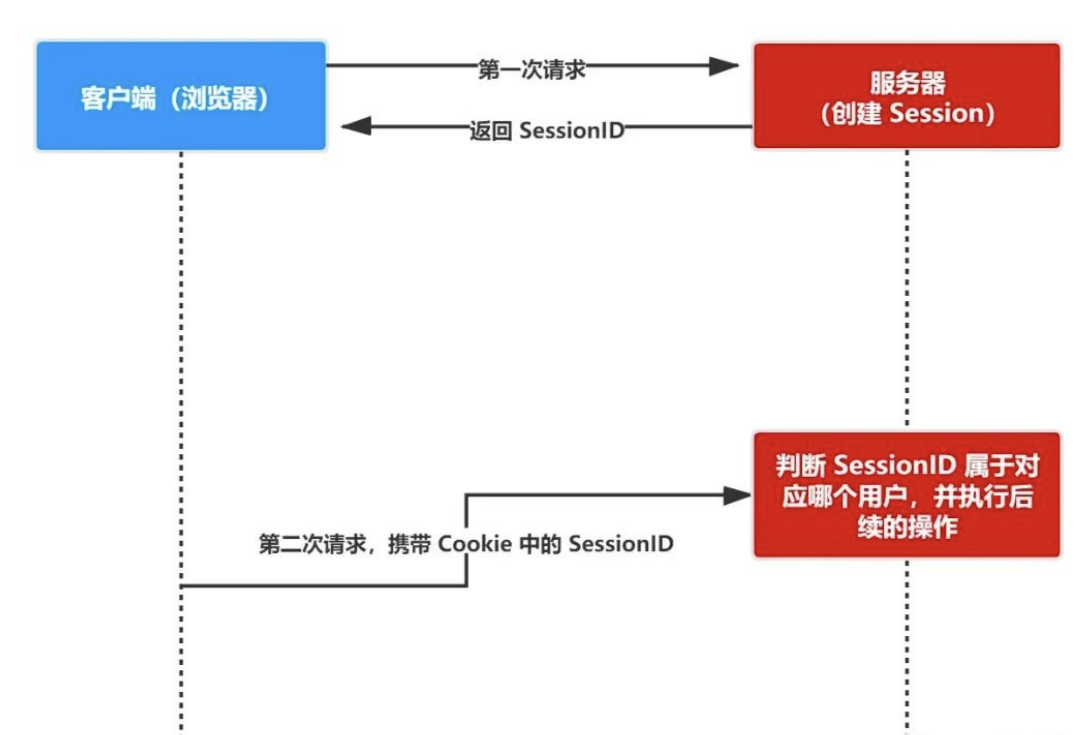 客户端（浏览器）
第一次请求
服务器
（创建 Session）
返回 SessionID
判断 SessionID 属于对
应哪个用户，并执行后
续的操作
第二次请求，携带 Cookie 中的 SessionID